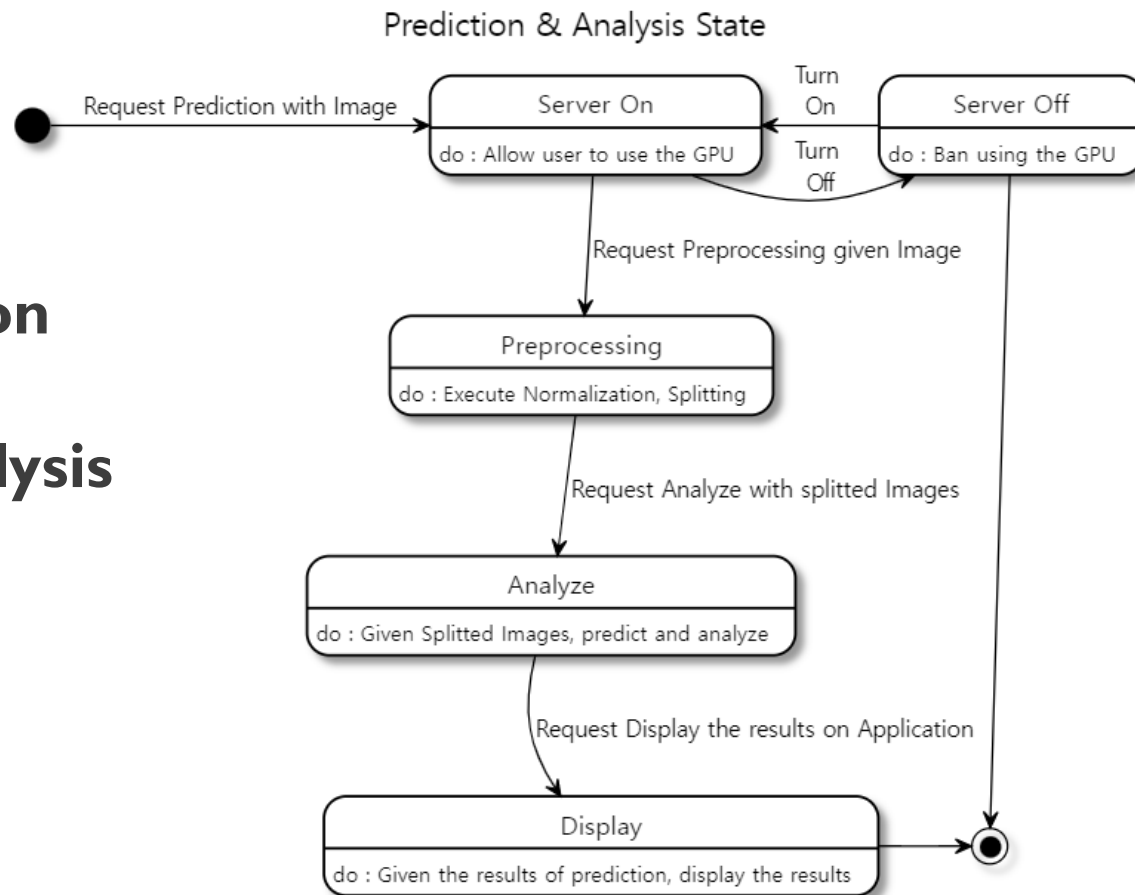 Prediction & Analysis State
Request Prediction with Image
Server On
do : Allow user to use the GPU
Turn
On
Turn
Off
Server Off
do : Ban using the GPU
Request Preprocessing given Image
on
Preprocessing
do : Execute Normalization, Splitting
lysis
Request Analyze with splitted Images
Analyze
do : Given Splitted Images, predict and analyze
Request Display the results on Application
Display
do : Given the results of prediction, display the results